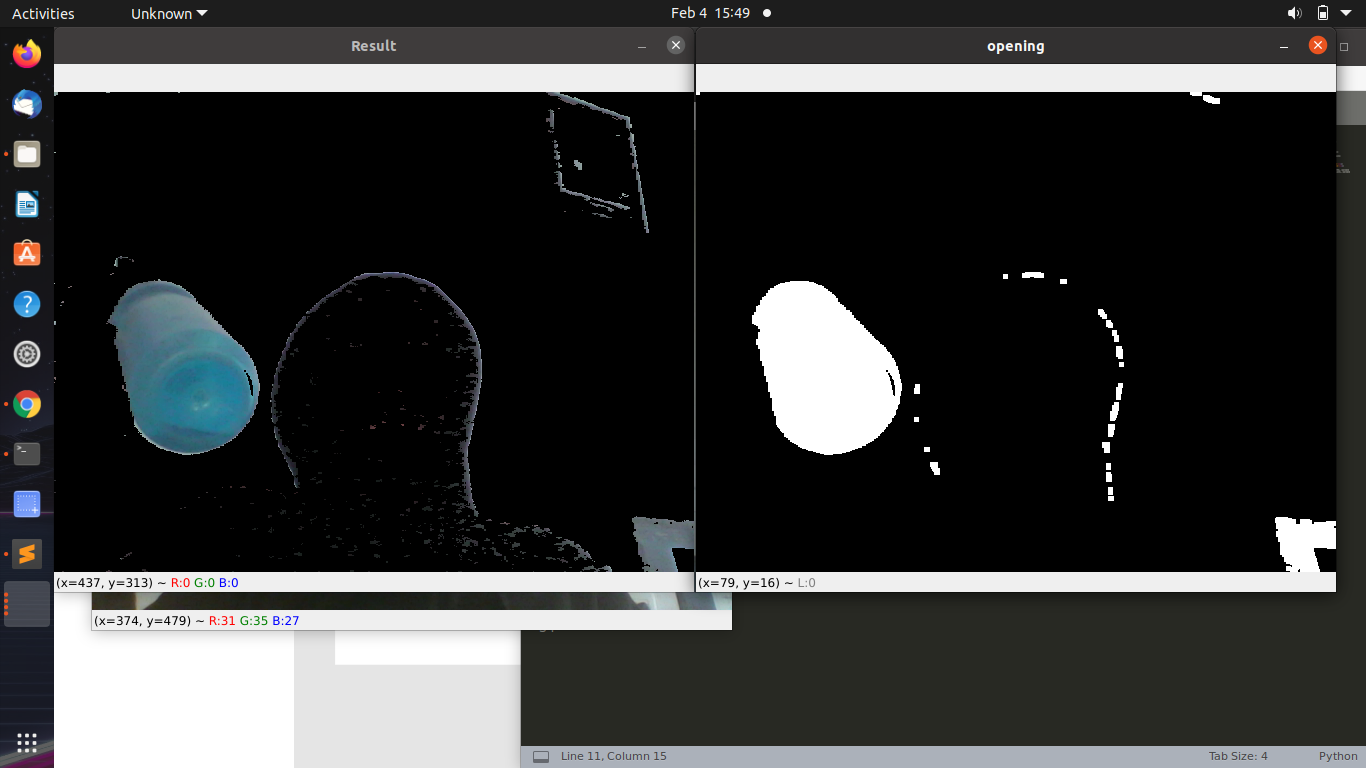 Activities
Unknown
Feb 4 15:49
Result
opening
(x=437, y=313) ~ R:0 G:0 B:0
(x=79, y=16) ~ L:0
(x=374, y=479) ~ R:31 G:35 B:27
Line 11, Column 15
Tab Size: 4
Python